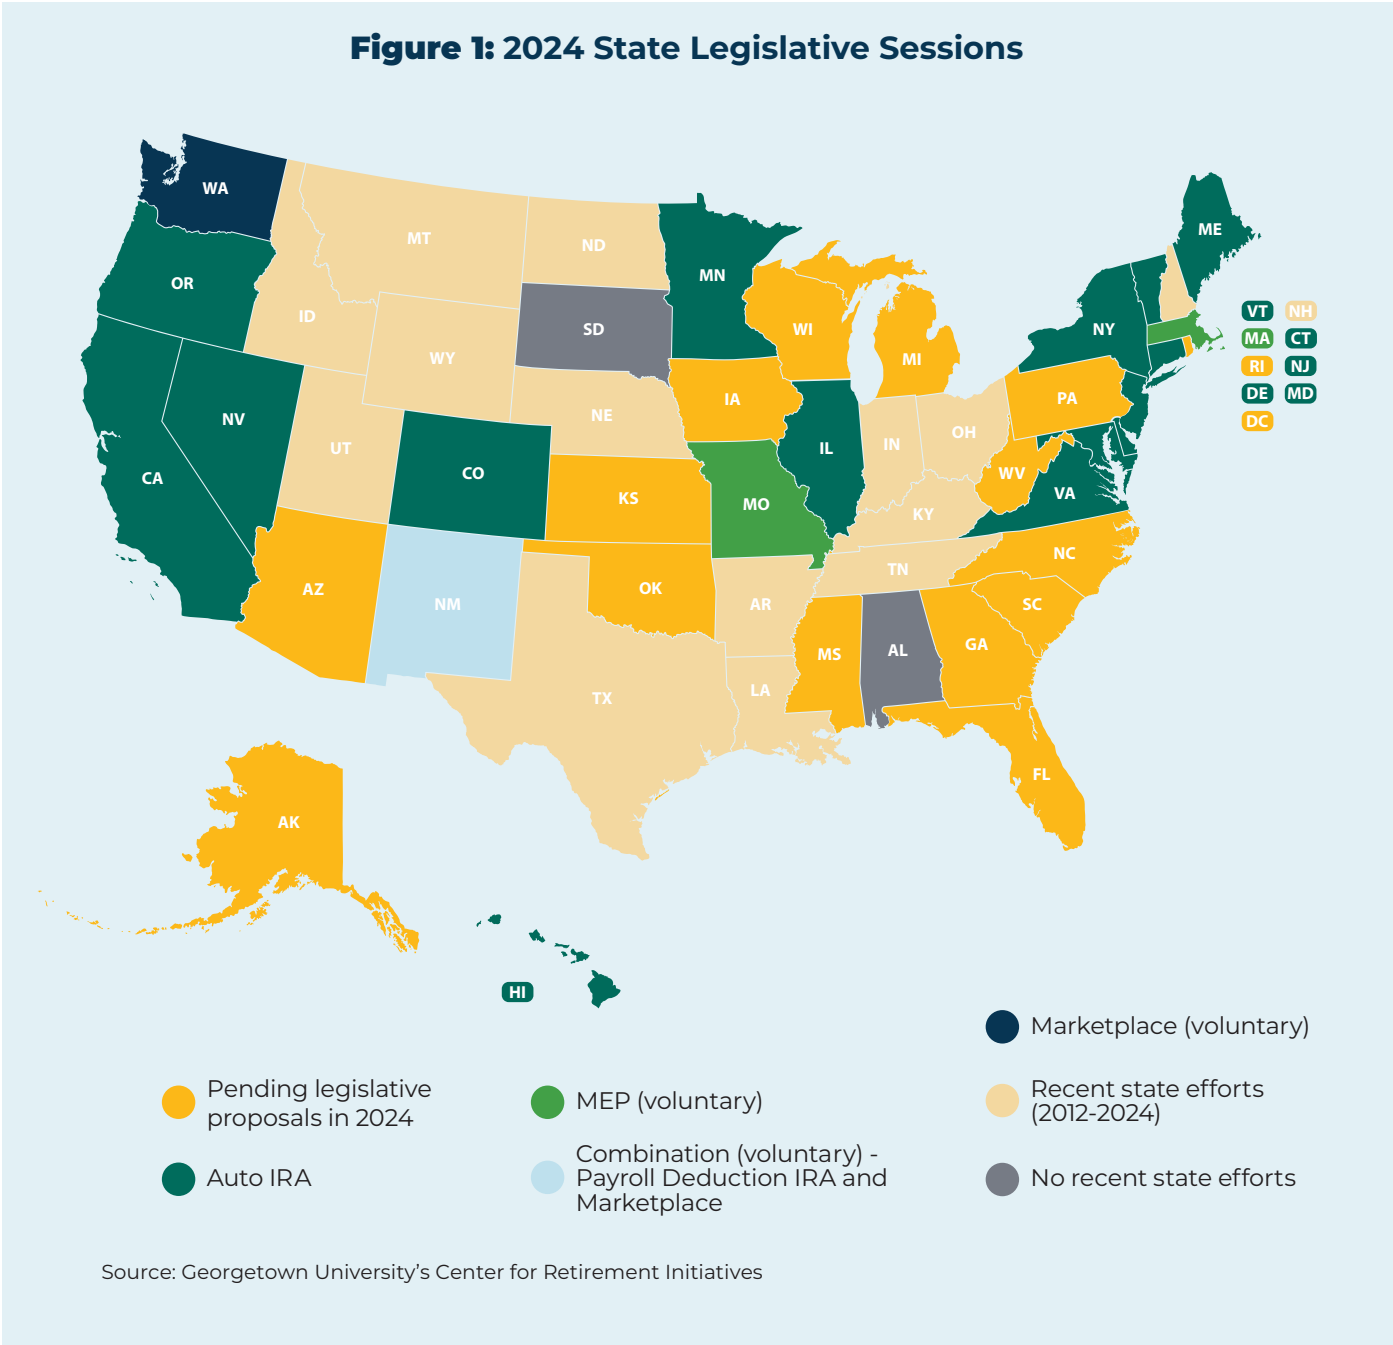 Figure 1: 2024 State Legislative Sessions
WA
ME
MT
ND
OR
MN
VT NH
ID
SD
NY
WI
MA CT
WY
MI
RI NJ
NE
IA
PA
DE MD
NV
DC
UT
OH
IN
IL
CO
WV
CA
VA
KS
MO
KY
NC
TN
AZ
OK
NM
AR
SC
GA
MS
AL
LA
TX
FL
AK
HI
Marketplace (voluntary)
Pending legislative
proposals in 2024
MEP (voluntary)
Recent state efforts
(2012-2024)
Auto IRA
Combination (voluntary) -
Payroll Deduction IRA and
Marketplace
No recent state efforts
Source: Georgetown University’s Center for Retirement Initiatives